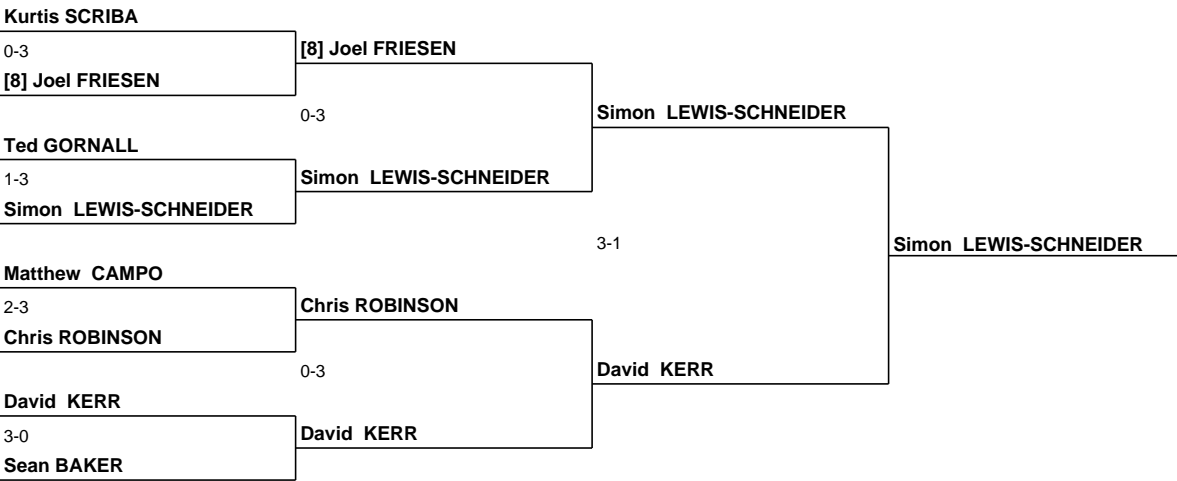 Kurtis SCRIBA
0-3
[8] Joel FRIESEN
[8] Joel FRIESEN
0-3
Simon LEWIS-SCHNEIDER
Ted GORNALL
1-3
Simon LEWIS-SCHNEIDER
Simon LEWIS-SCHNEIDER
3-1
Simon LEWIS-SCHNEIDER
Matthew CAMPO
2-3
Chris ROBINSON
Chris ROBINSON
0-3
David KERR
David KERR
3-0
David KERR
Sean BAKER